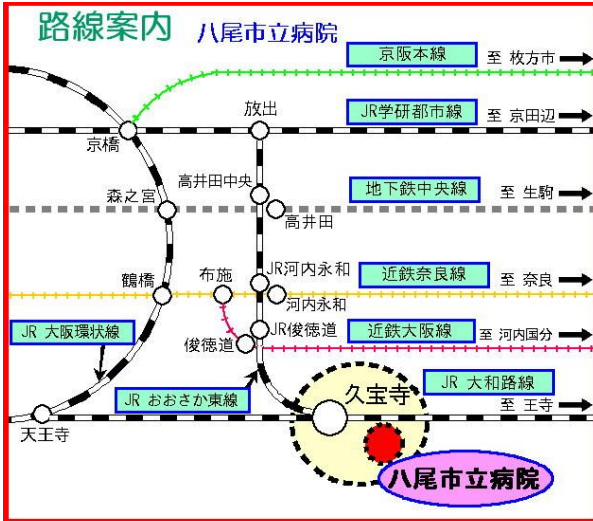 路線案内
八尾市立病院
京阪本線
至 枚方市
JR学研都市線
至 京田辺
放出
京橋
高井田中央
地下鉄中央線
至 生駒
森之宮
高井田
JR河内永和
近鉄奈良線
至 奈良
鶴橋
布施
河内永和
JR 大阪環状線
JR俊徳道
近鉄大阪線
至 河内国分
俊徳道
JR 大和路線
久宝寺
JR おおさか東線
至 王寺
天王寺
八尾市立病院